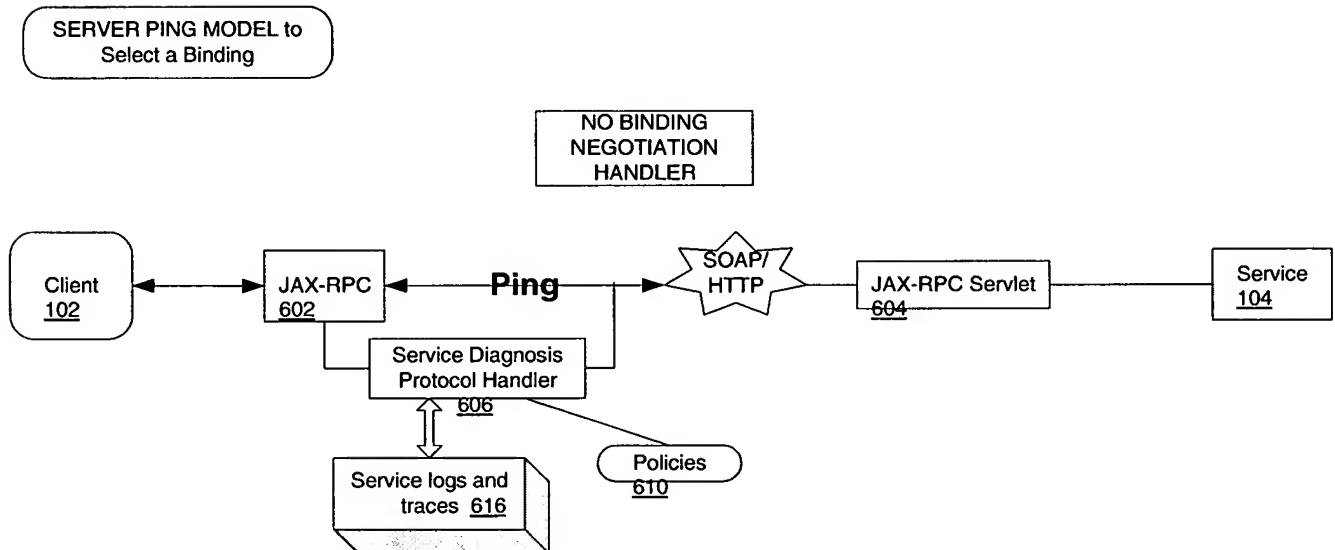 SERVER PING MODEL to
Select a Binding
NO BINDING
NEGOTIATION
HANDLER
Client
102
JAX-RPC
602
Ping
SOAP/
HTTP
JAX-RPC Servlet
604
Service
104
Service Diagnosis
Protocol Handler
606
Service logs and
traces 616
Policies
610